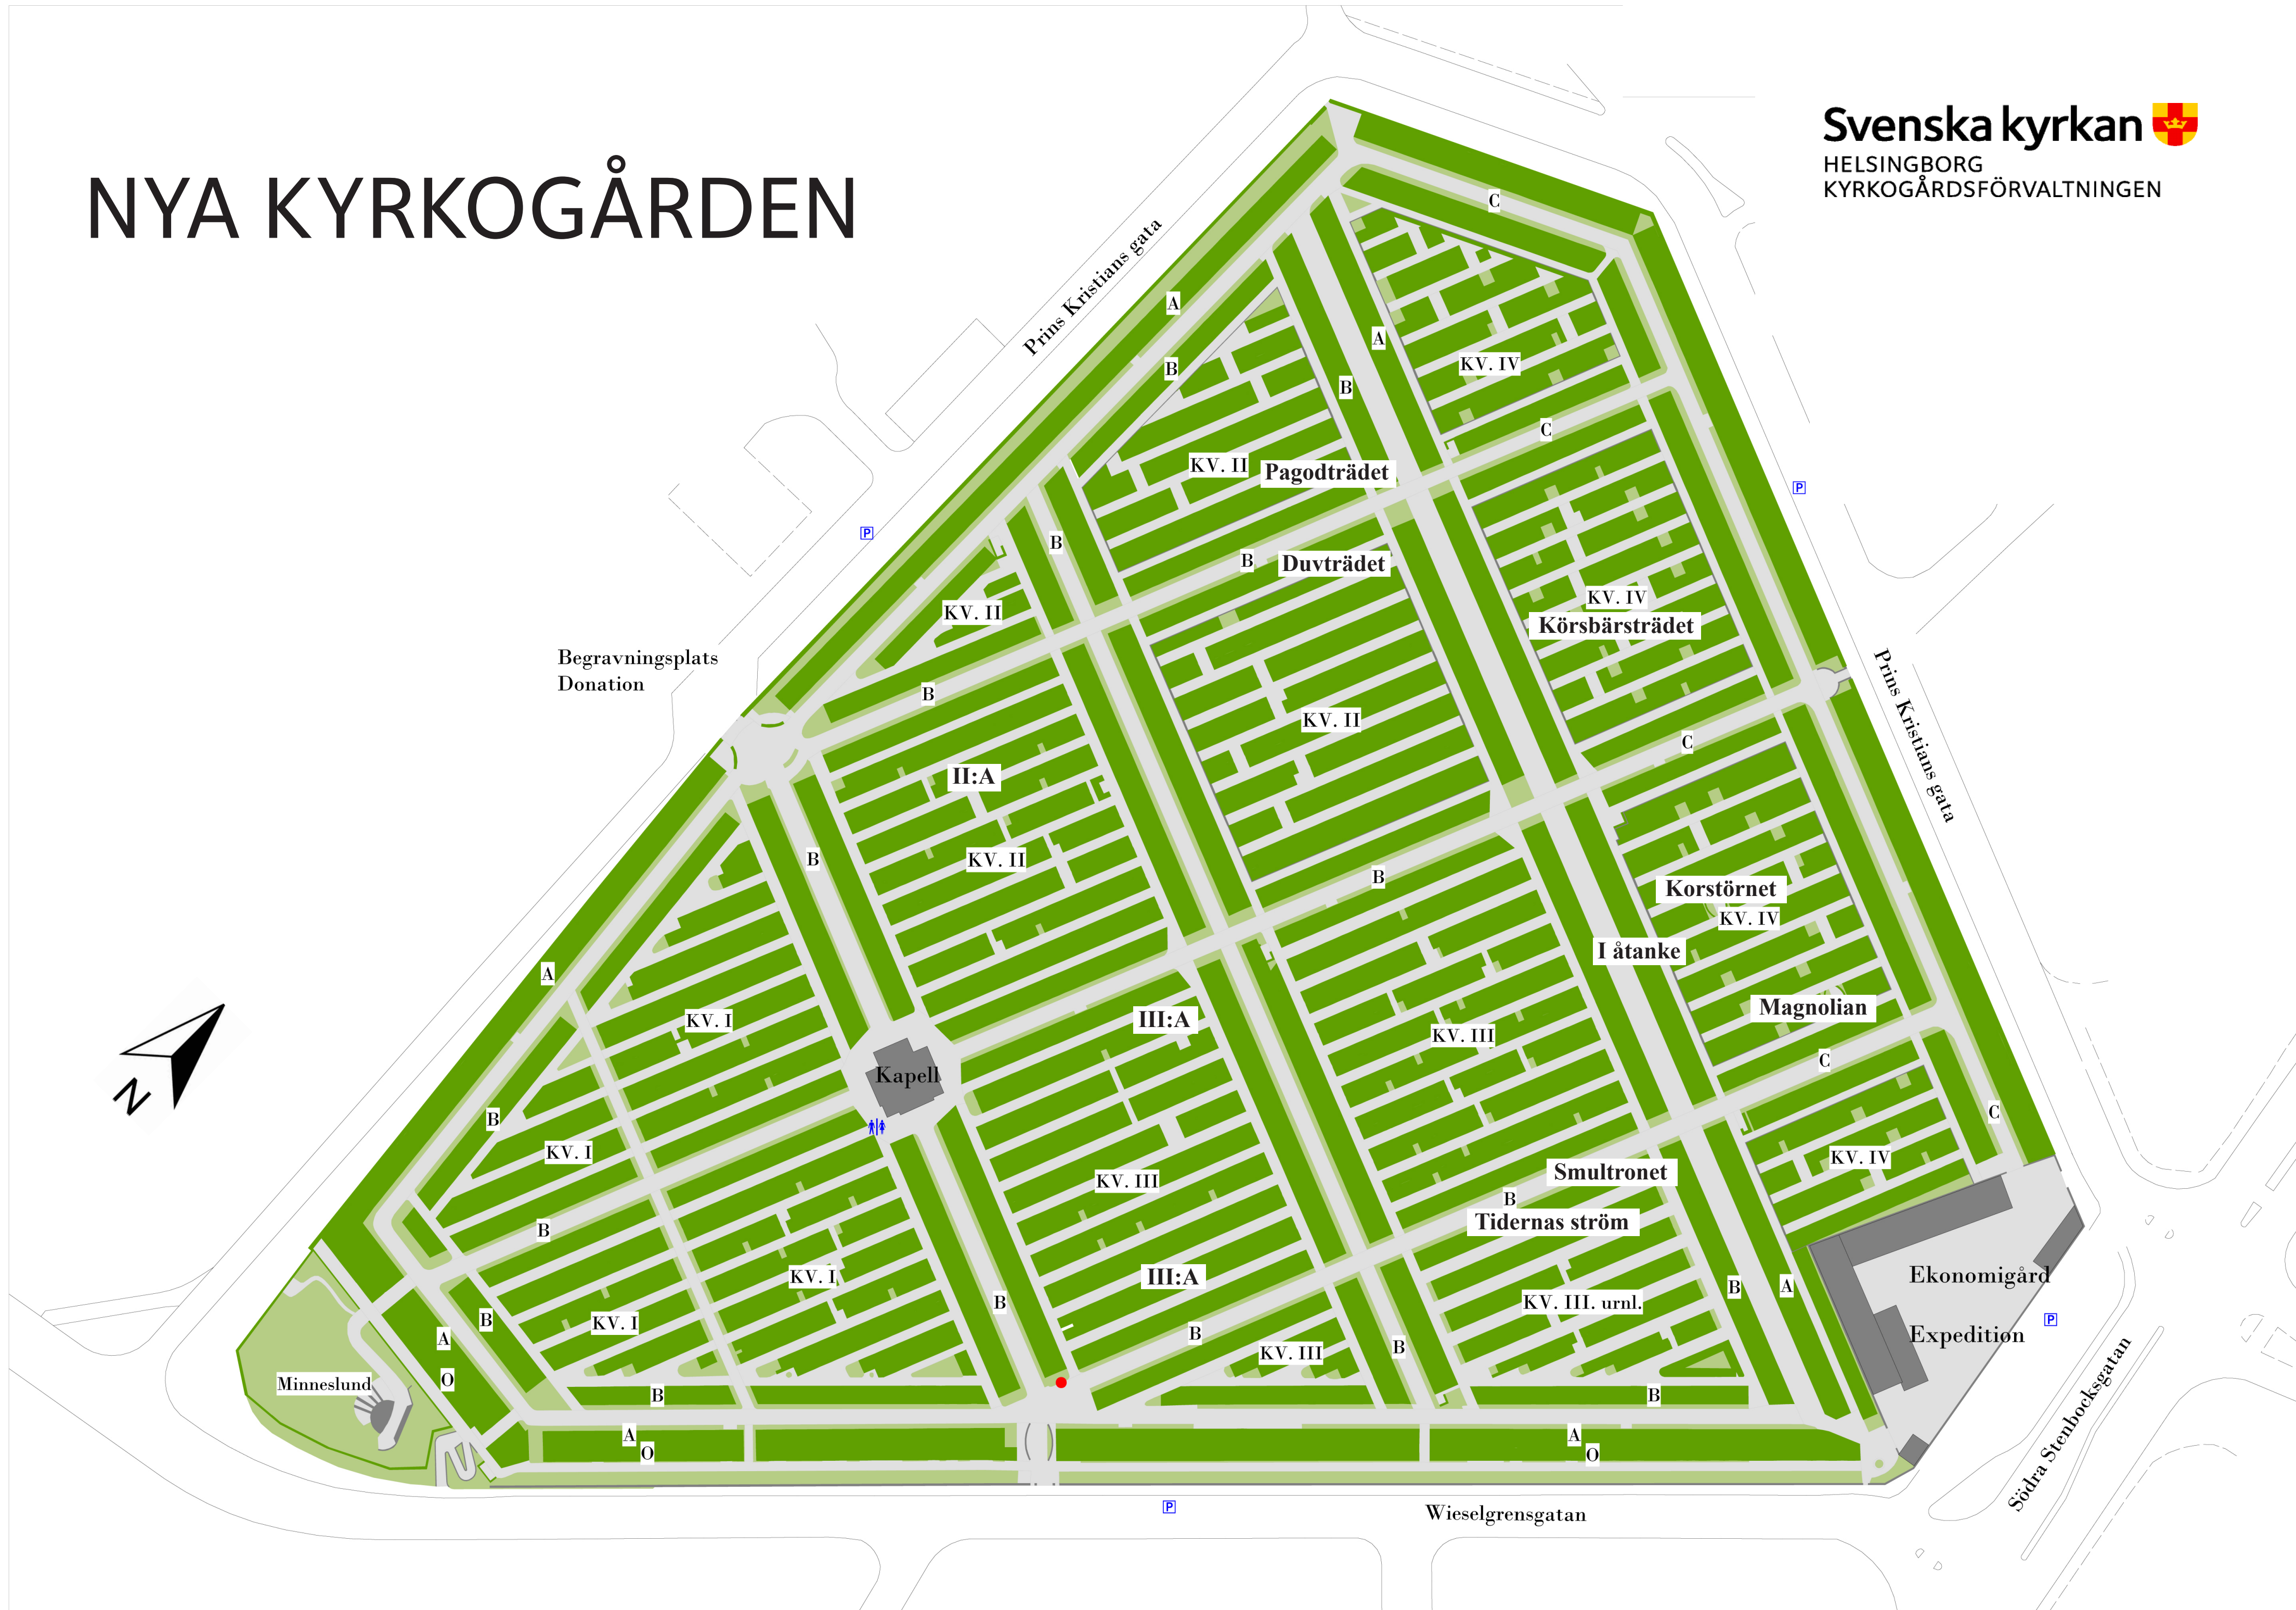 NYA KYRKOGÅRDEN
Svenska kyrkan
HELSINGBORG
KYRKOGÅRDSFÖRVALTNINGEN
Prins Kristians gata
C
A
A
B
KV. IV
B
C
KV. II
Pagodträdet
P
P
B
B
Duvträdet
KV. IV
KV. II
Körsbärsträdet
Begravningsplats
Donation
B
Prins Kristians gata
KV. II
C
II:A
B
KV. II
B
Korstörnet
KV. IV
I åtanke
A
Magnolian
KV. I
III:A
KV. III
N
Kapell
C
B
C
KV. I
KV. IV
Smultronet
KV. III
B
B
Tidernas ström
KV. I
III:A
Ekonomigård
B
A
B
KV. III. urnl.
B
KV. I
P
A
B
B
Expedition
KV. III
Minneslund
O
B
B
A
O
A
O
Södra Stenbocksgatan
P
Wieselgrensgatan